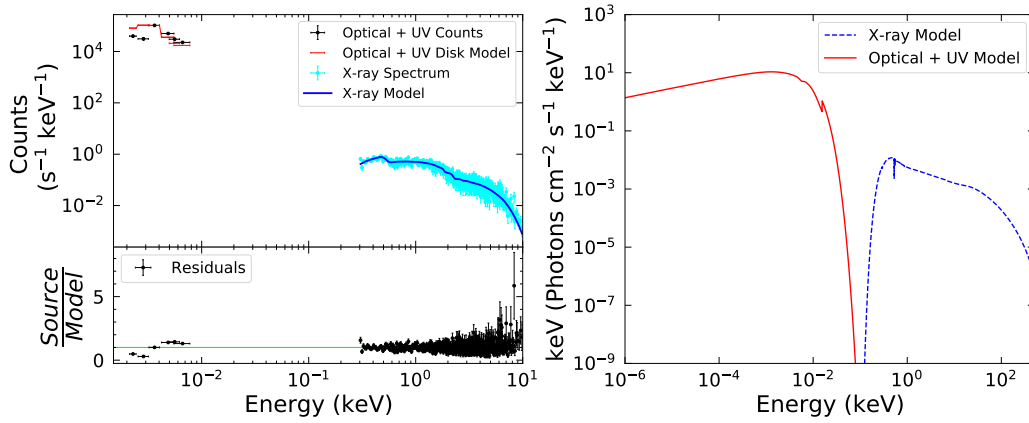 Counts
(s⁻¹ keV⁻¹)
10⁴
10²
10⁰
10⁻²
Optical + UV Counts
Optical + UV Disk Model
X-ray Spectrum
X-ray Model
Source
Model
5
0
Residuals
10⁻²
10⁻¹
10⁰
10¹
Energy (keV)
keV (Photons cm⁻² s⁻¹ keV⁻¹)
10³
10¹
10⁻¹
10⁻³
10⁻⁵
10⁻⁷
10⁻⁹
X-ray Model
Optical + UV Model
10⁻⁶
10⁻⁴
10⁻²
10⁰
10²
Energy (keV)